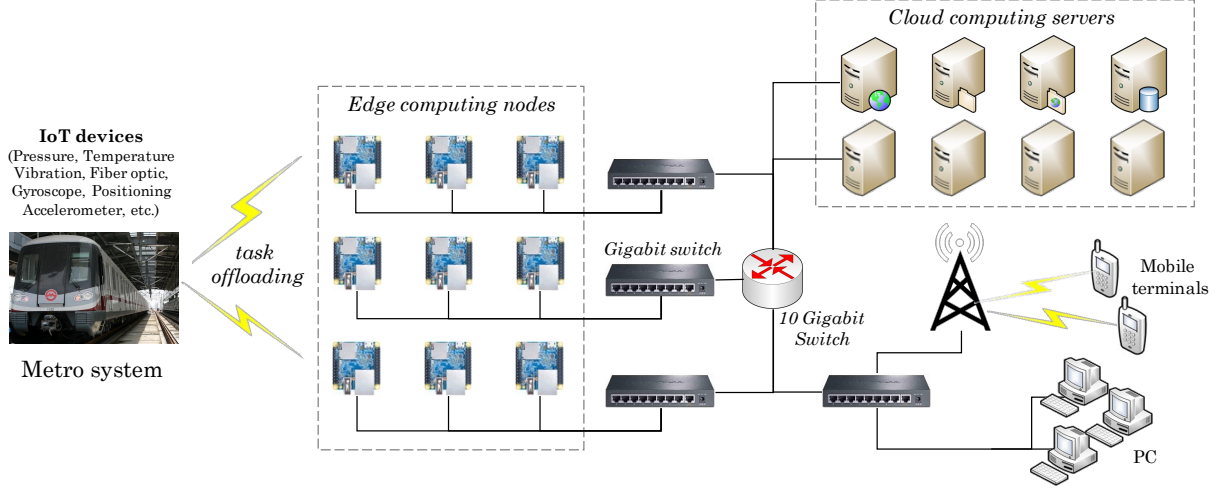 Cloud computing servers
Edge computing nodes
IoT devices
(Pressure, Temperature
Vibration, Fiber optic,
Gyroscope, Positioning
Accelerometer, etc.)
task
offloading
Gigabit switch
Mobile
terminals
10 Gigabit
Switch
Metro system
PC